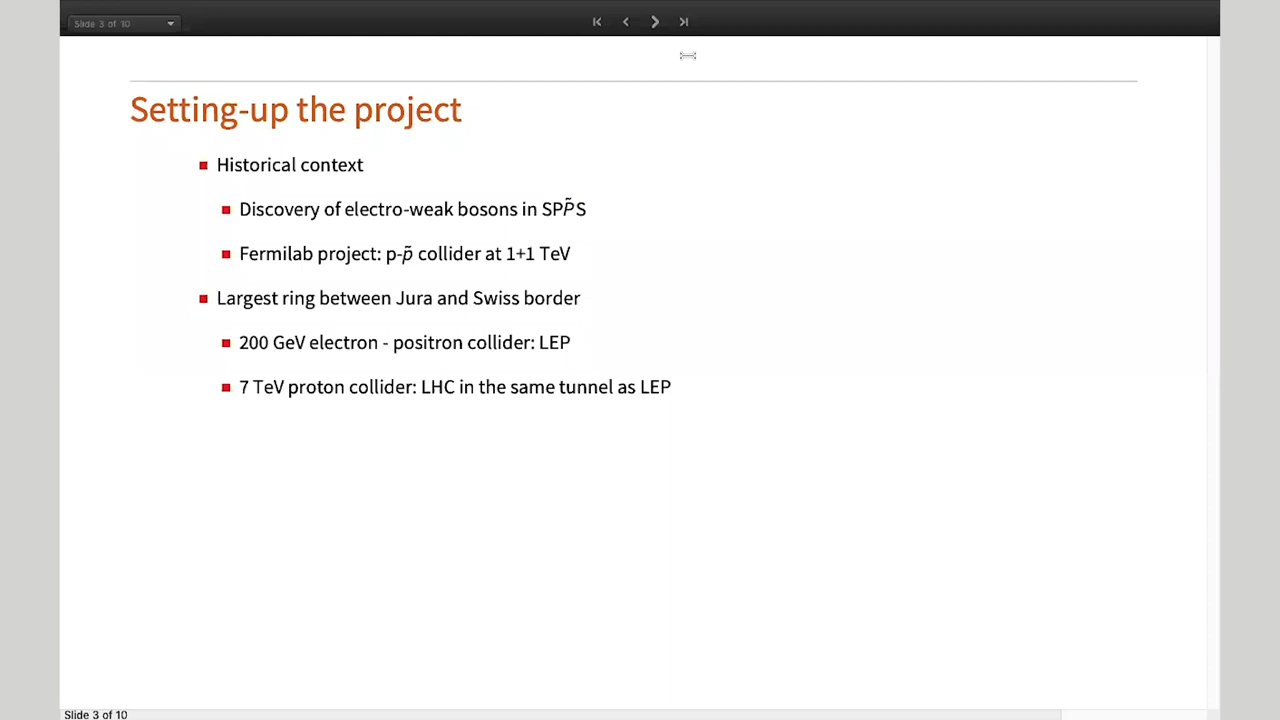 Slide 3 of 10
Setting-up the project
Historical context
Discovery of electro-weak bosons in SPP̃S
Fermilab project: p-p̃ collider at 1+1 TeV
Largest ring between Jura and Swiss border
200 GeV electron - positron collider: LEP
7 TeV proton collider: LHC in the same tunnel as LEP
Slide 3 of 10